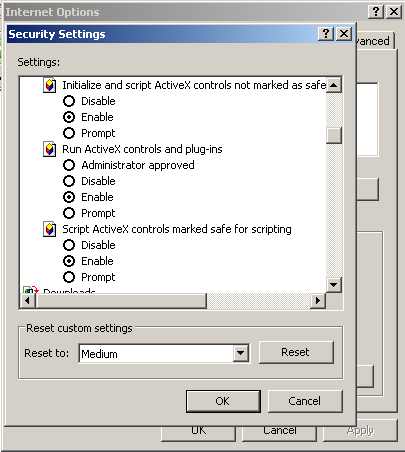 Internet Options
Security Settings
Settings:
Initialize and script ActiveX controls not marked as safe
Disable
Enable
Prompt
Run ActiveX controls and plug-ins
Administrator approved
Disable
Enable
Prompt
Script ActiveX controls marked safe for scripting
Disable
Enable
Prompt
Downloads
Reset custom settings
Reset to:
Medium
Reset
OK
Cancel
OK
Cancel
Apply